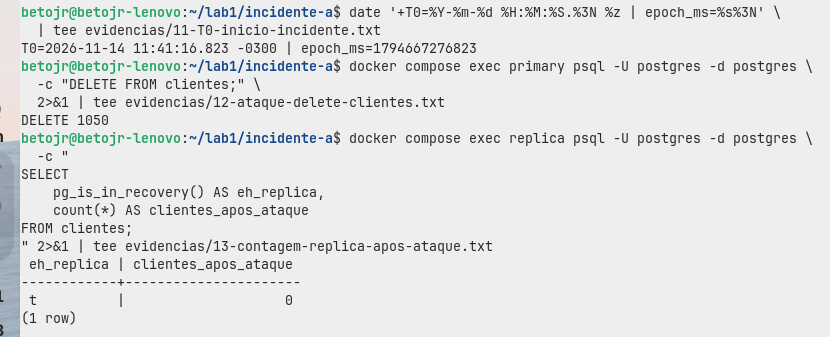 betojr@betojr-lenovo:~/lab1/incidente-a$ date '+T0=%Y-%m-%d %H:%M:%S.%3N %z | epoch_ms=%s%3N' \
  | tee evidencias/11-T0-inicio-incidente.txt
T0=2026-11-14 11:41:16.823 -0300 | epoch_ms=1794667276823
betojr@betojr-lenovo:~/lab1/incidente-a$ docker compose exec primary psql -U postgres -d postgres \
  -c "DELETE FROM clientes;" \
  2>&1 | tee evidencias/12-ataque-delete-clientes.txt
DELETE 1050
betojr@betojr-lenovo:~/lab1/incidente-a$ docker compose exec replica psql -U postgres -d postgres \
  -c "
SELECT
    pg_is_in_recovery() AS eh_replica,
    count(*) AS clientes_apos_ataque
FROM clientes;
" 2>&1 | tee evidencias/13-contagem-replica-apos-ataque.txt
 eh_replica | clientes_apos_ataque
------------+----------------------
 t          |                    0
(1 row)